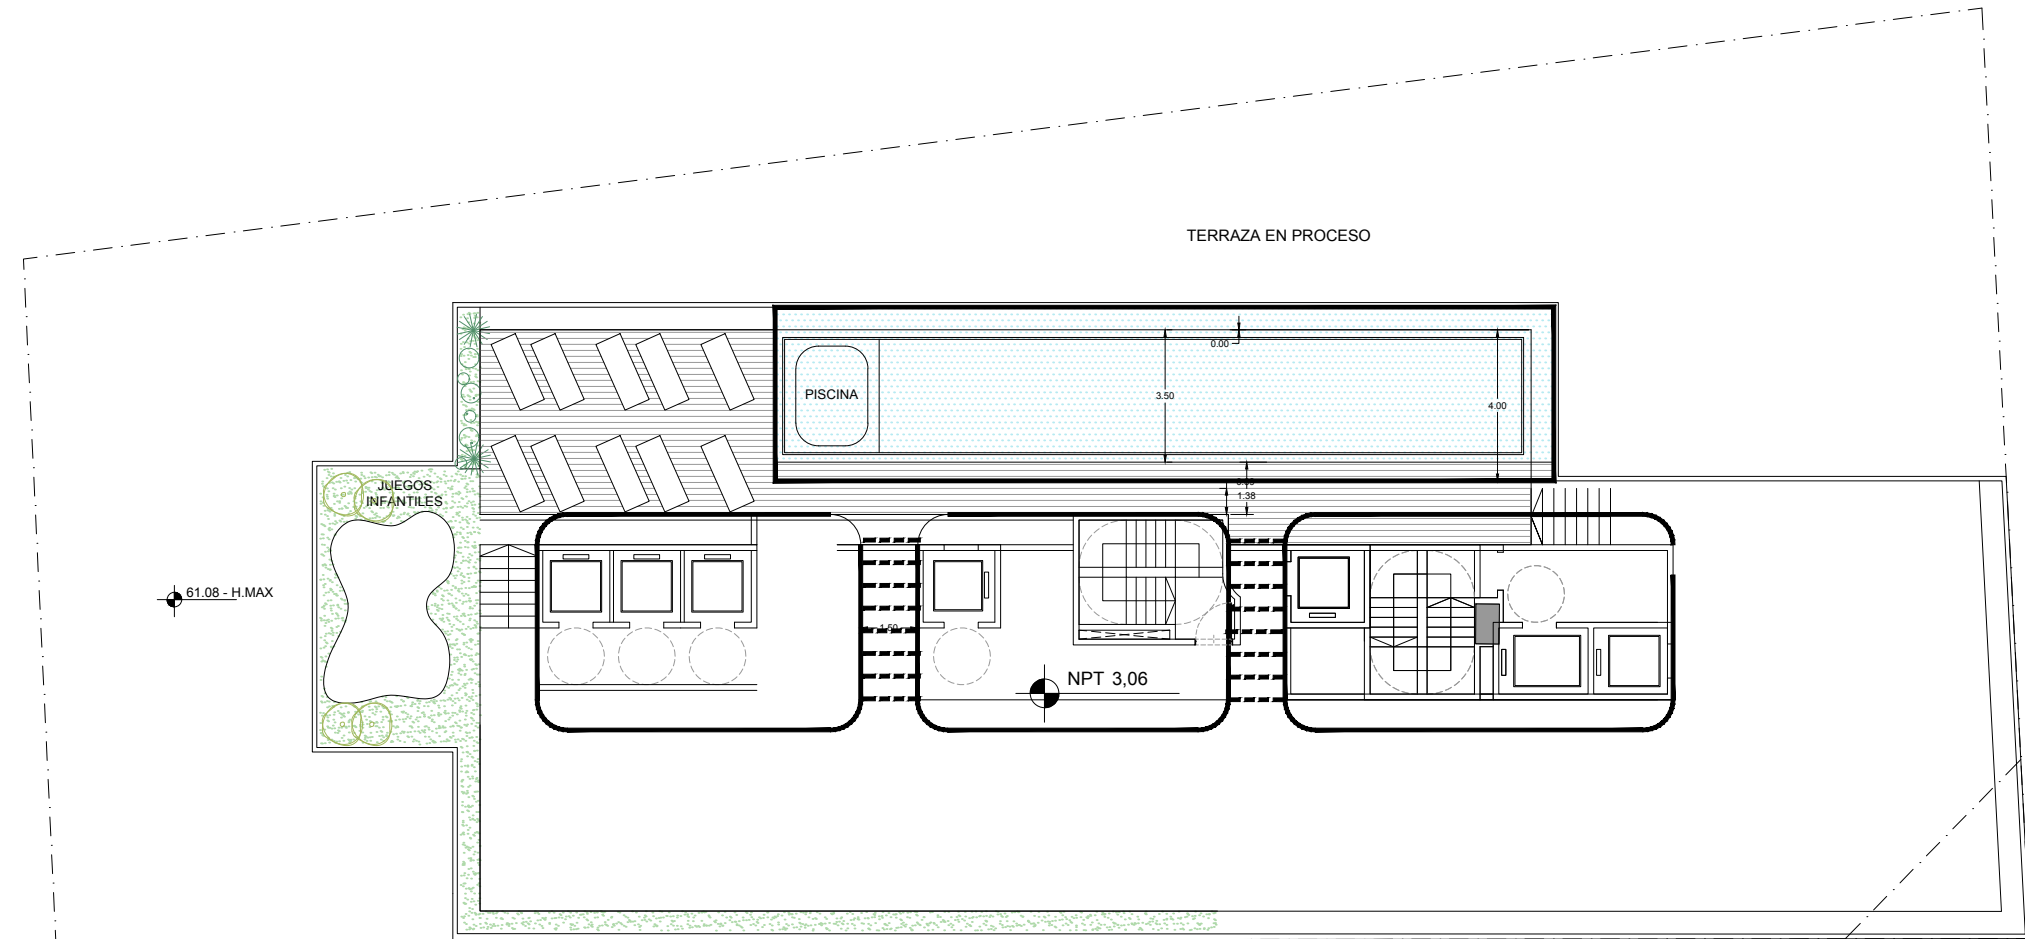 TERRAZA EN PROCESO
0.00
PISCINA
3.50
4.00
JUEGOS
INFANTILES
1.38
61.08 - H.MAX
1.50
NPT 3,06